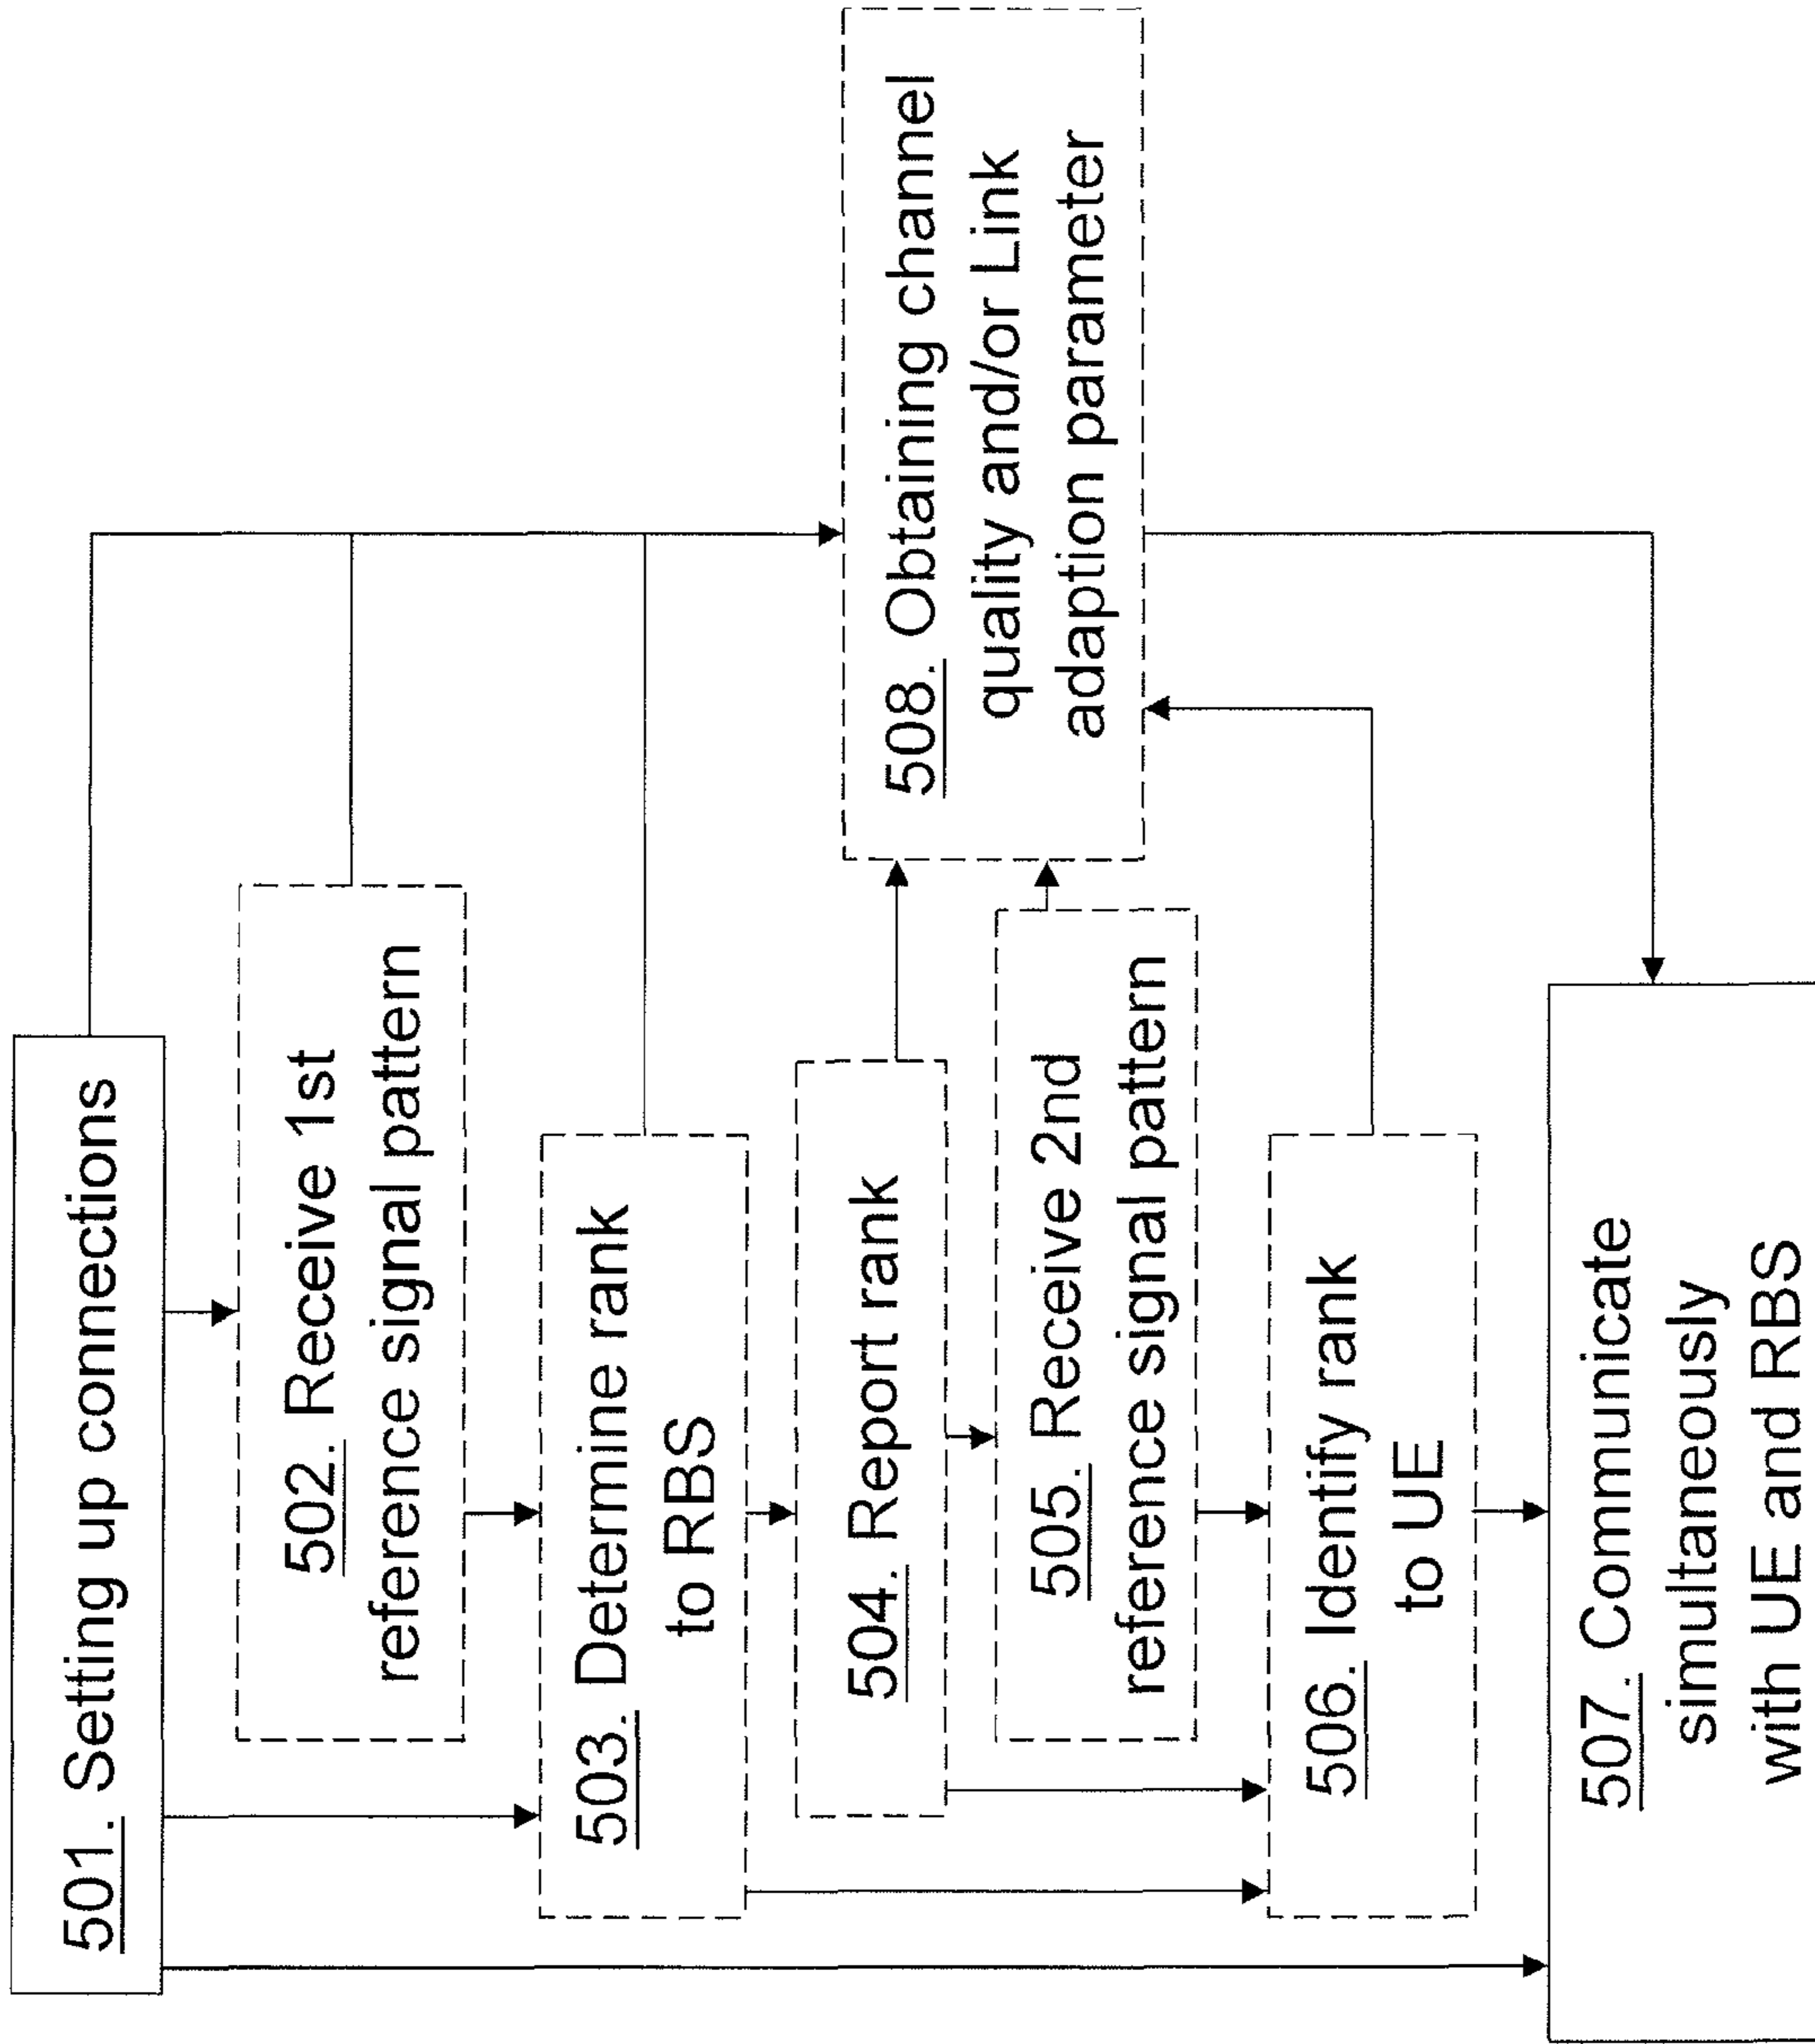 501. Setting up connections
502. Receive 1st
reference signal pattern
503. Determine rank
to RBS
504. Report rank
505. Receive 2nd
reference signal pattern
506. Identify rank
to UE
507. Communicate
simultaneously
with UE and RBS
508. Obtaining channel
quality and/or Link
adaption parameter